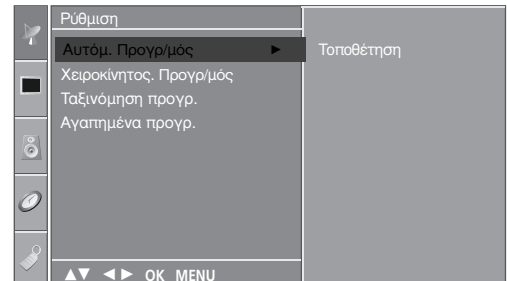 Ρύθμιση
Αυτόμ. Προγρ/μός ► Τοποθέτηση
Χειροκίνητος. Προγρ/μός
Ταξινόμηση προγρ.
Αγαπημένα προγρ.
▲▼ ◄► OK MENU